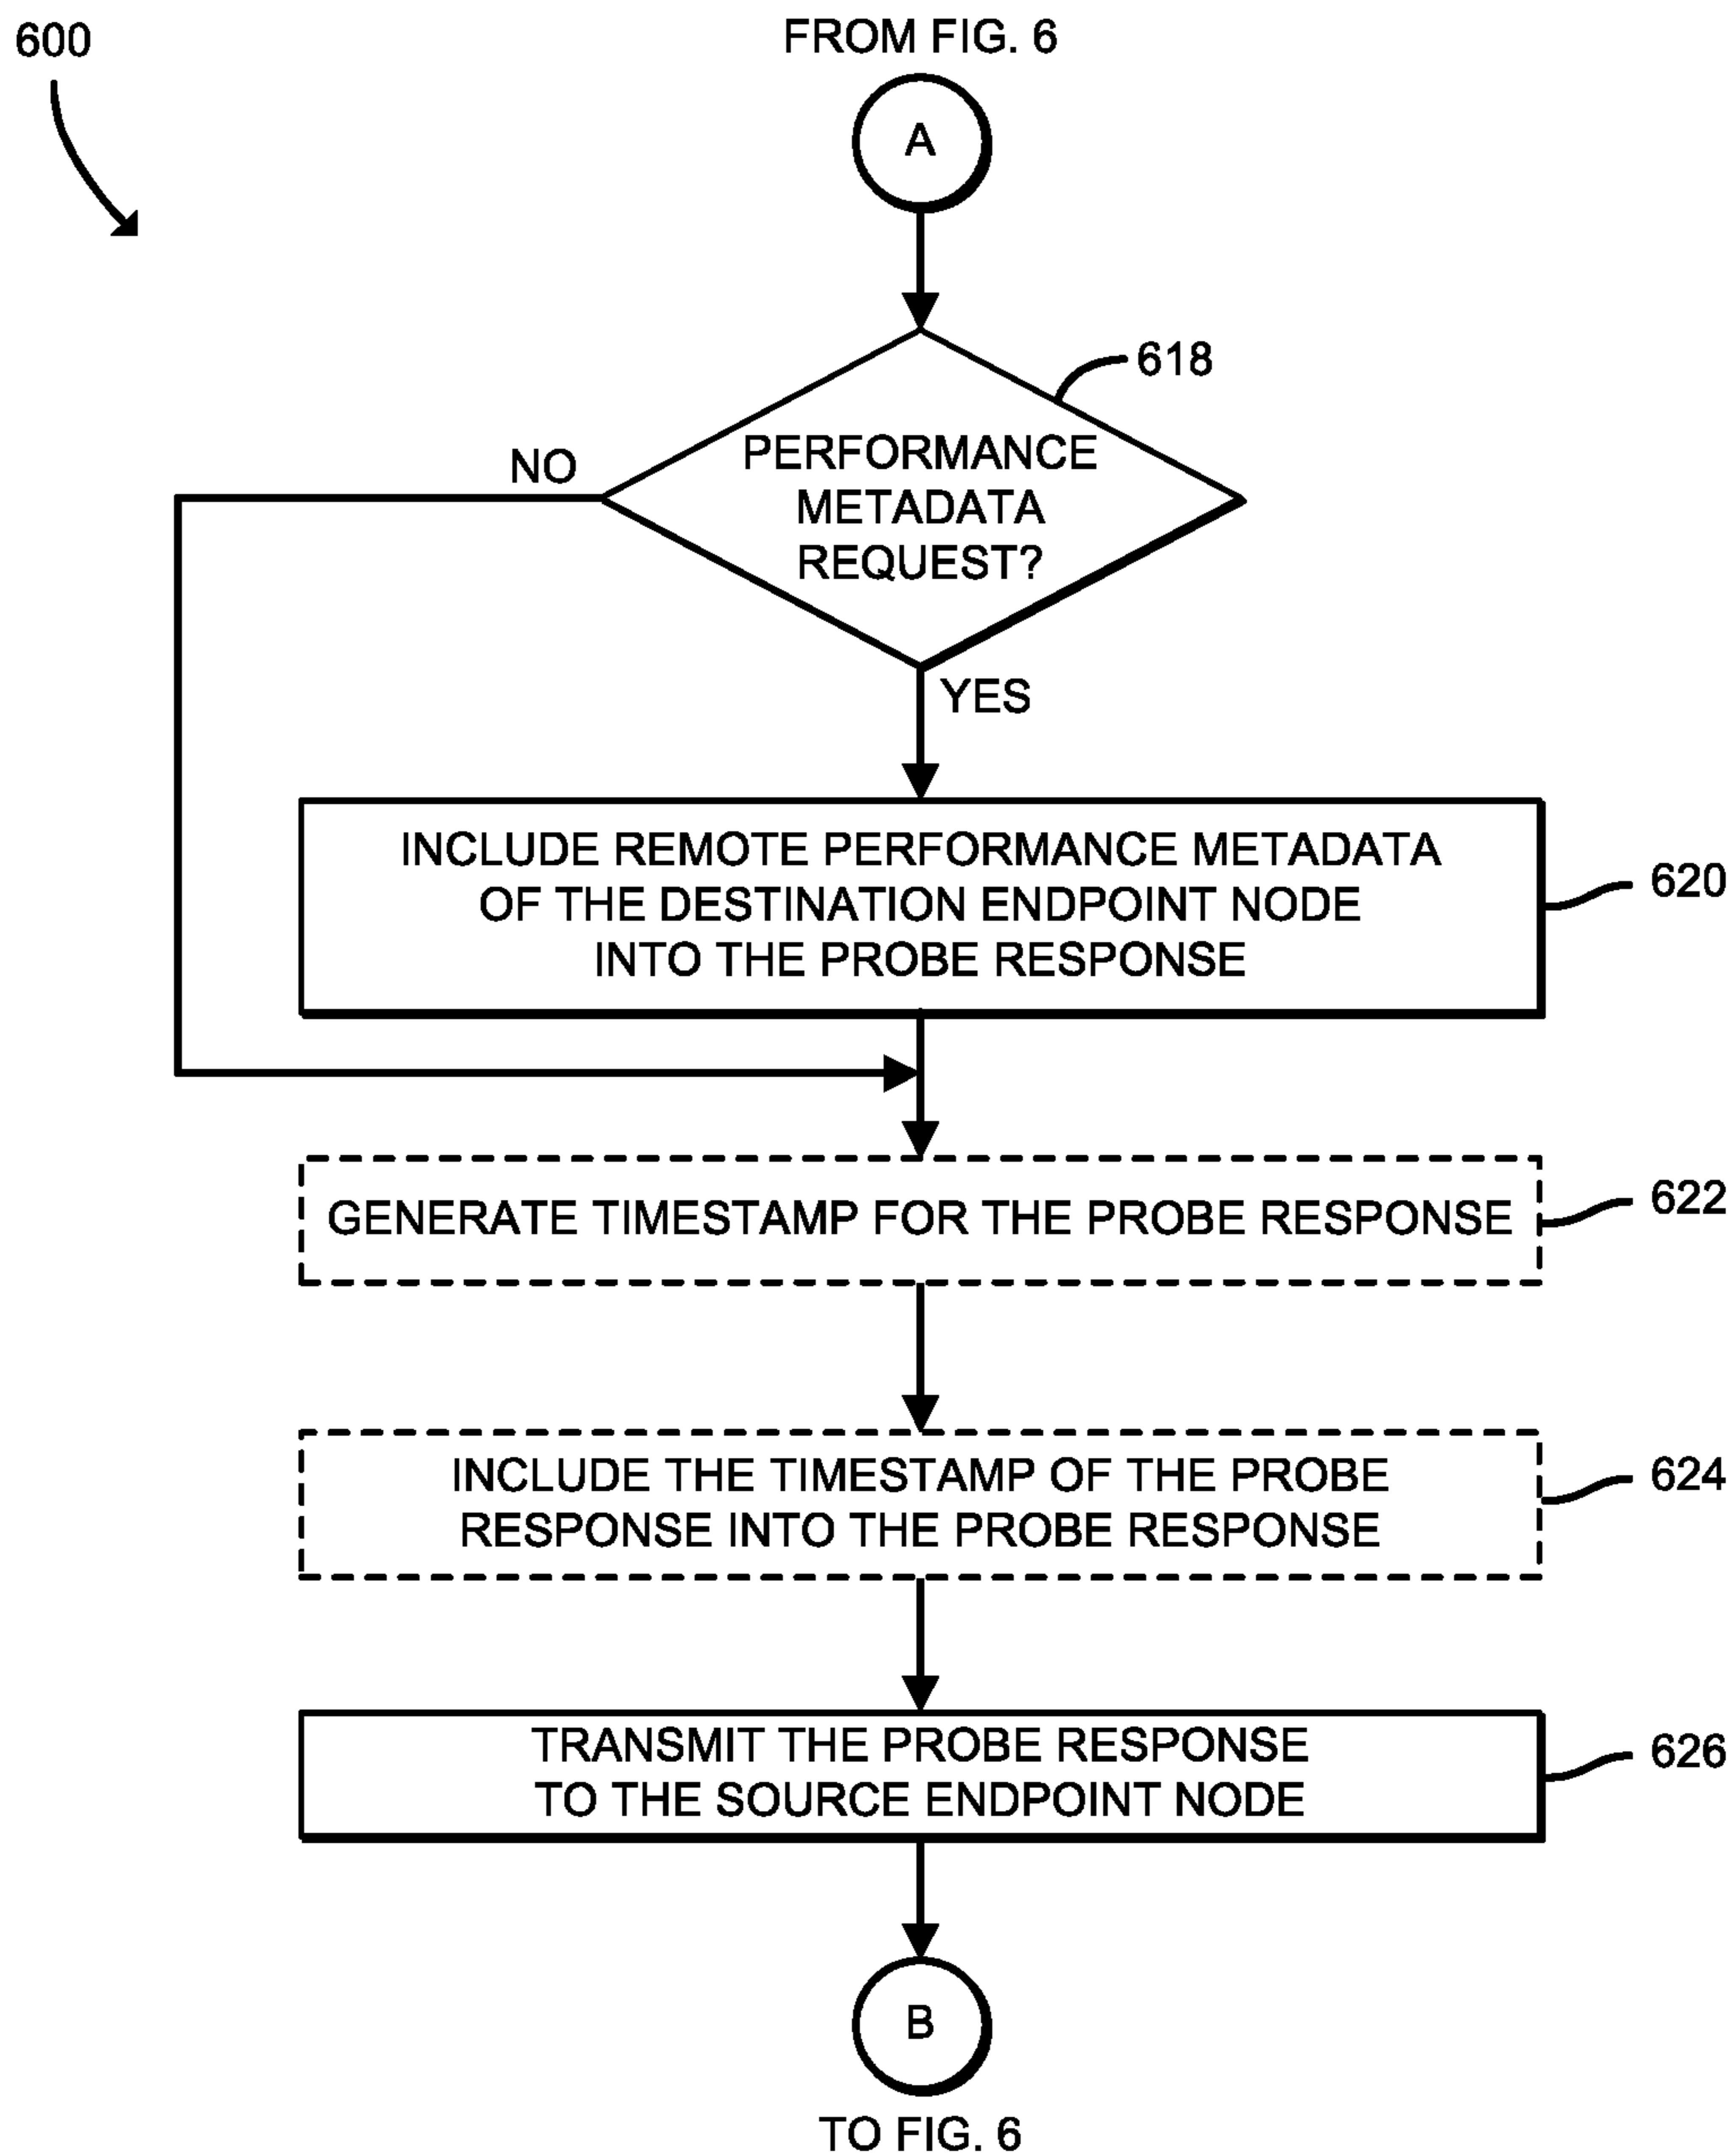 600
FROM FIG. 6
A
618
PERFORMANCE
METADATA
REQUEST?
NO
YES
INCLUDE REMOTE PERFORMANCE METADATA
OF THE DESTINATION ENDPOINT NODE
INTO THE PROBE RESPONSE
620
GENERATE TIMESTAMP FOR THE PROBE RESPONSE
622
INCLUDE THE TIMESTAMP OF THE PROBE
RESPONSE INTO THE PROBE RESPONSE
624
TRANSMIT THE PROBE RESPONSE
TO THE SOURCE ENDPOINT NODE
626
B
TO FIG. 6